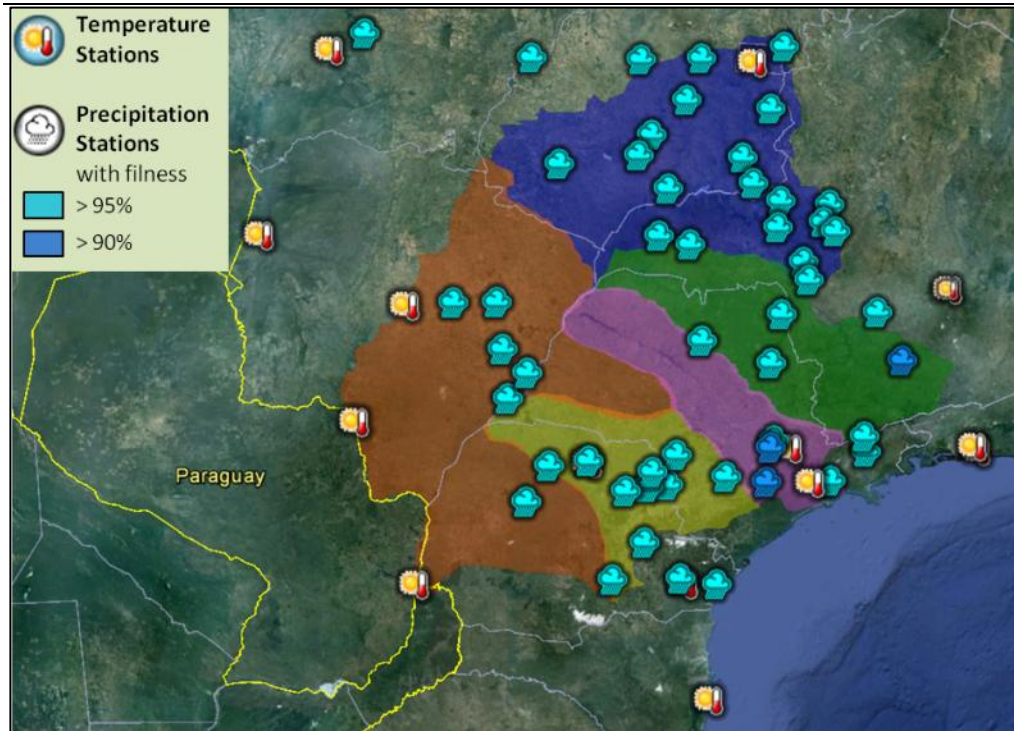 Temperature
Stations
Precipitation
Stations
with filness
> 95%
> 90%
Paraguay